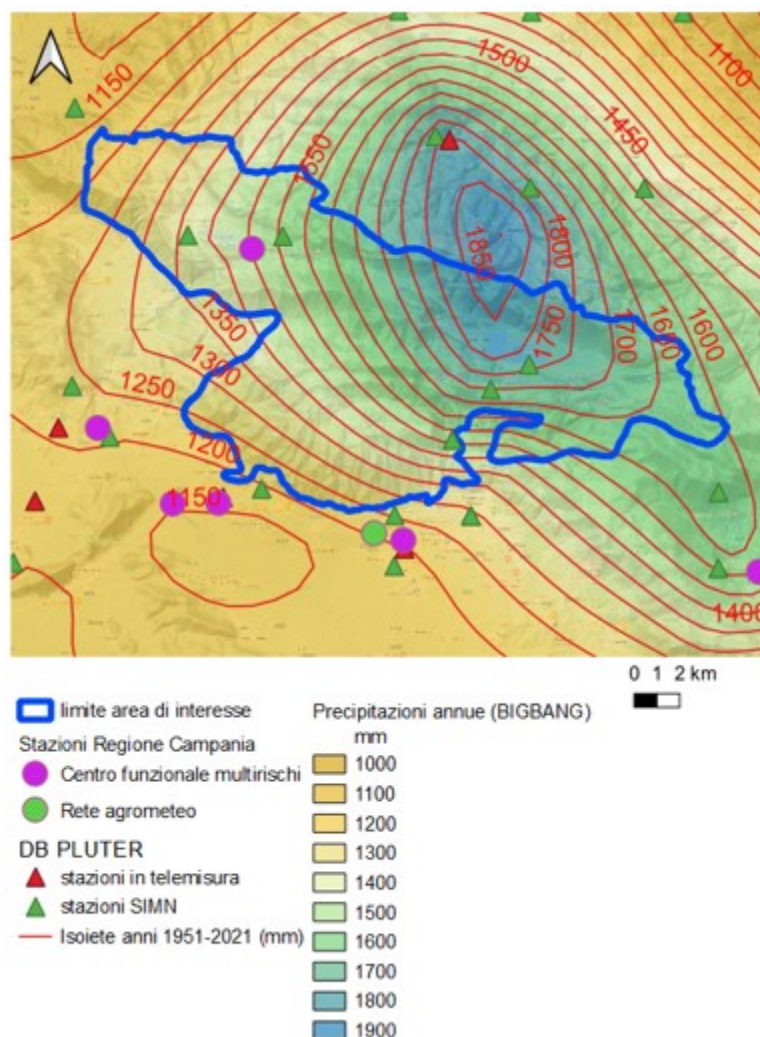 1150
1500
1100
1450
1550
1800
1850
1350
1300
1250
1750
1700
1600
1600
1200
1150
1400
0 1 2 km
limite area di interesse
Stazioni Regione Campania
Centro funzionale multirischi
Rete agrometeo
DB PLUTER
stazioni in telemisura
stazioni SIMN
Isoiete anni 1951-2021 (mm)
Precipitazioni annue (BIGBANG)
mm
1000
1100
1200
1300
1400
1500
1600
1700
1800
1900